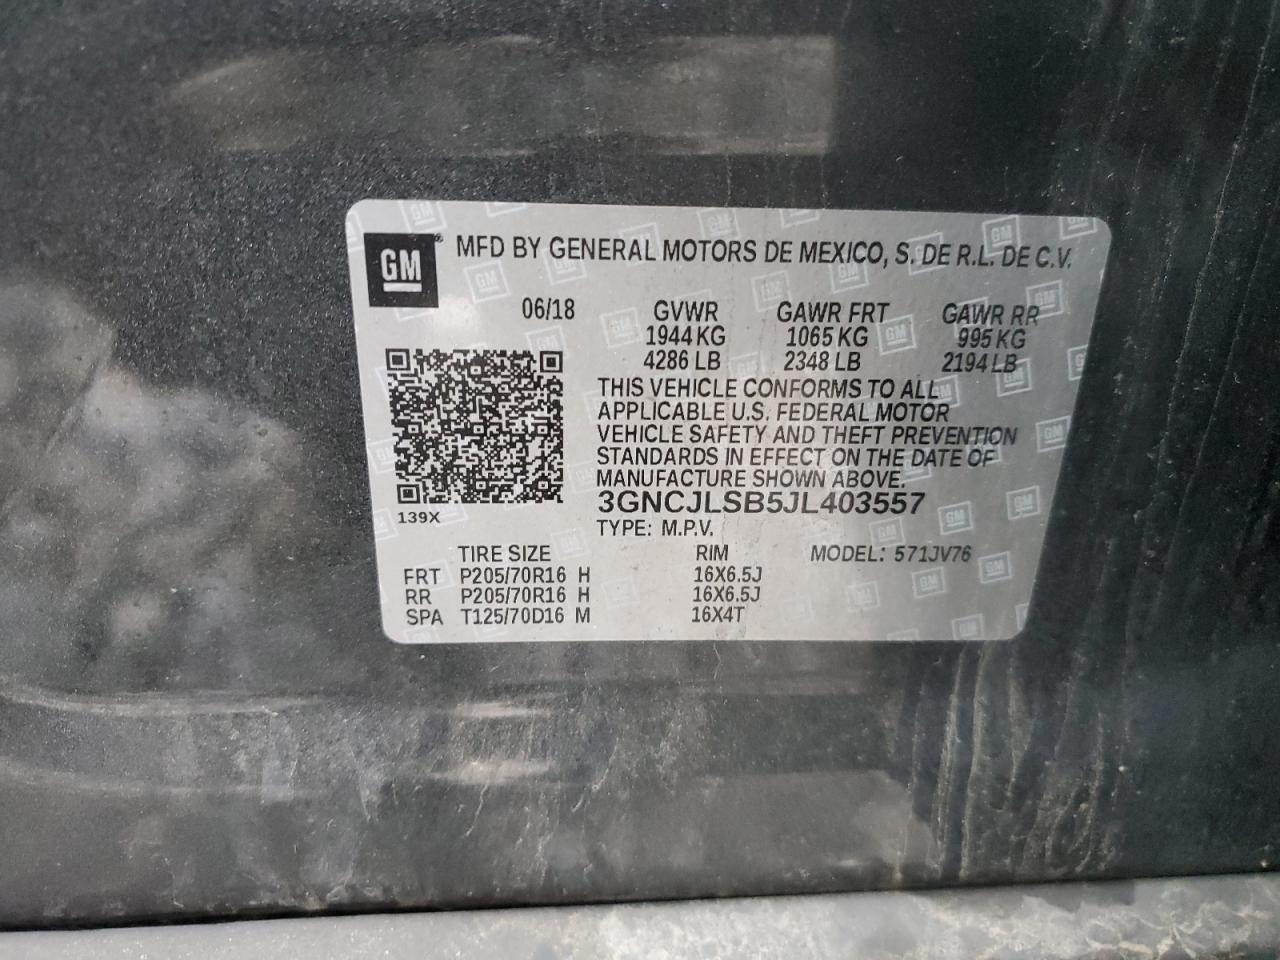 GM® MFD BY GENERAL MOTORS DE MEXICO, S. DE R.L. DE C.V.
06/18 GVWR GAWR FRT GAWR RR
1944 KG 1065 KG 995 KG
4286 LB 2348 LB 2194 LB
THIS VEHICLE CONFORMS TO ALL
APPLICABLE U.S. FEDERAL MOTOR
VEHICLE SAFETY AND THEFT PREVENTION
STANDARDS IN EFFECT ON THE DATE OF
MANUFACTURE SHOWN ABOVE.
3GNCJLSB5JL403557
139X
TYPE: M.P.V.
TIRE SIZE RIM MODEL: 571JV76
FRT P205/70R16 H 16X6.5J
RR P205/70R16 H 16X6.5J
SPA T125/70D16 M 16X4T